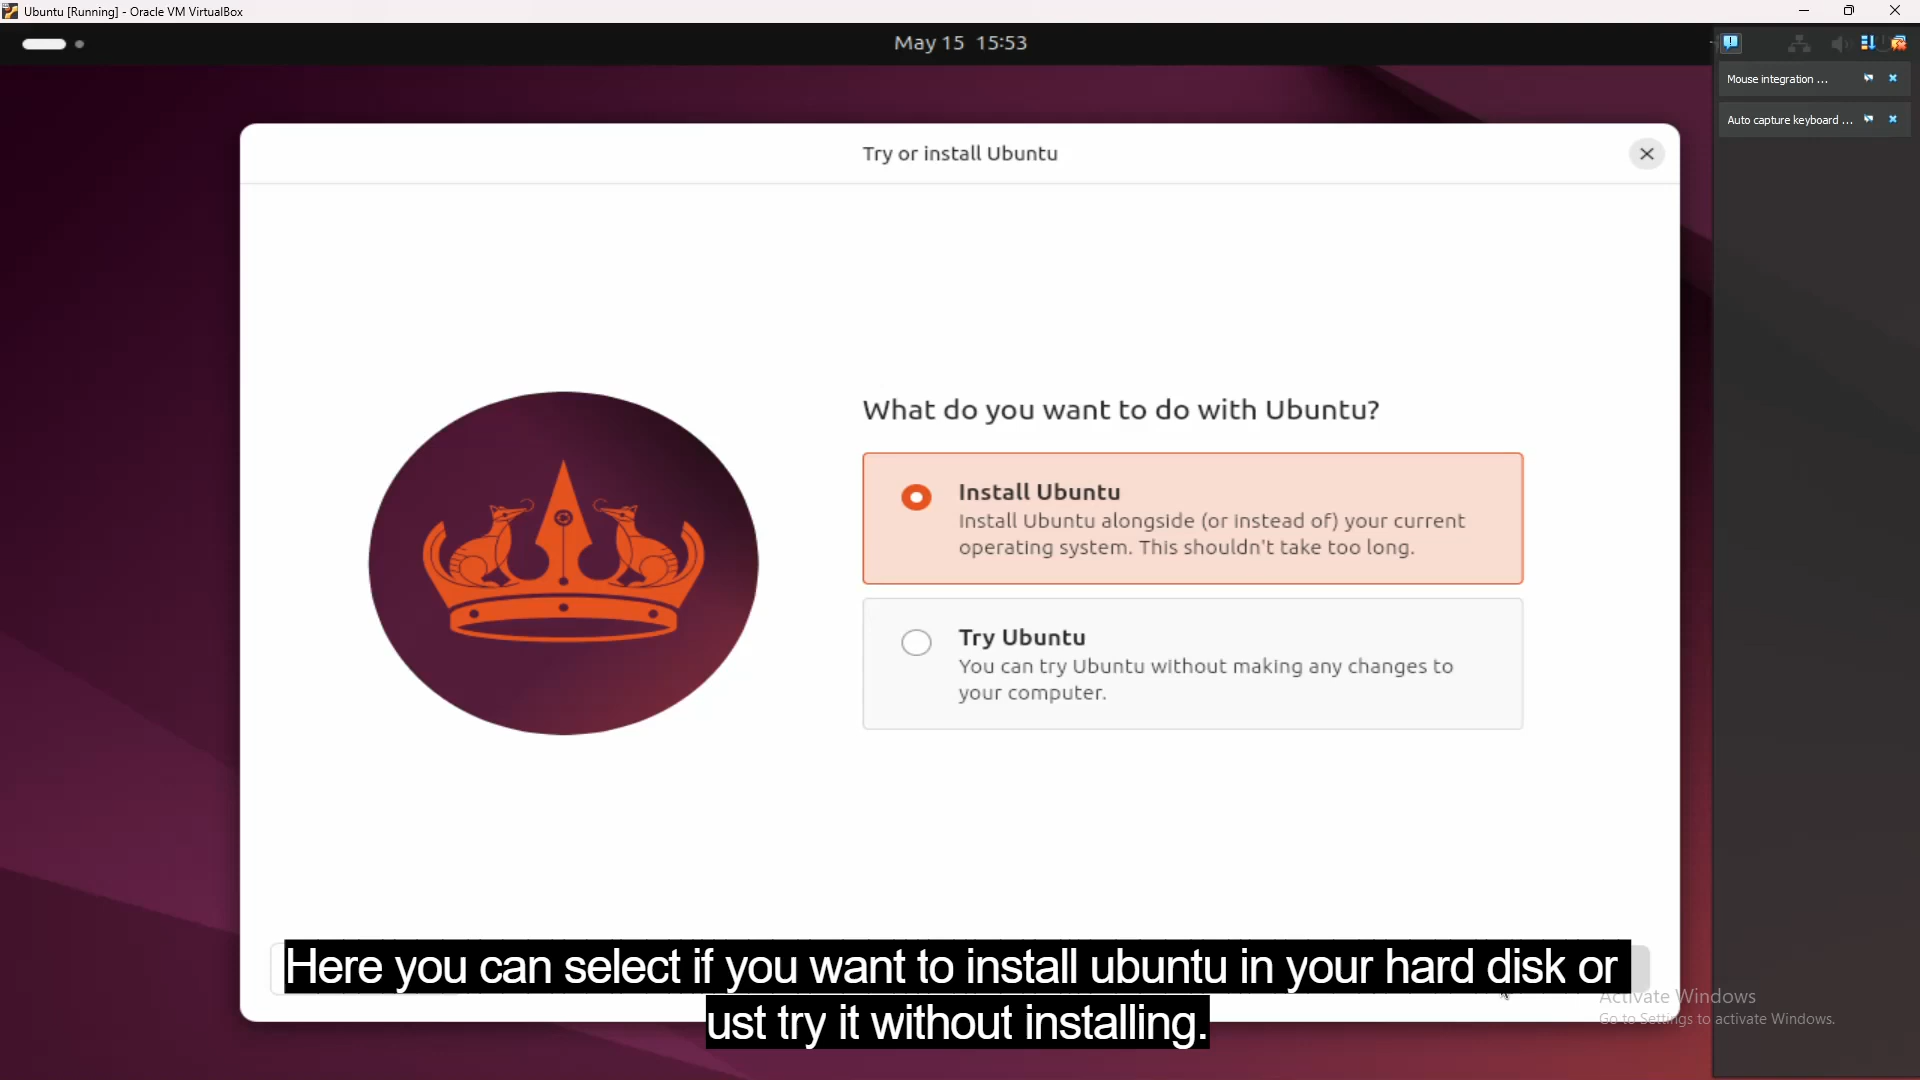 Ubuntu [Running] - Oracle VM VirtualBox
May 15 15:53
Mouse integration ...
Auto capture keyboard ...
Try or install Ubuntu
What do you want to do with Ubuntu?
Install Ubuntu
Install Ubuntu alongside (or instead of) your current
operating system. This shouldn't take too long.
Try Ubuntu
You can try Ubuntu without making any changes to
your computer.
Here you can select if you want to install ubuntu in your hard disk or
ust try it without installing.
Activate Windows
Go to Settings to activate Windows.